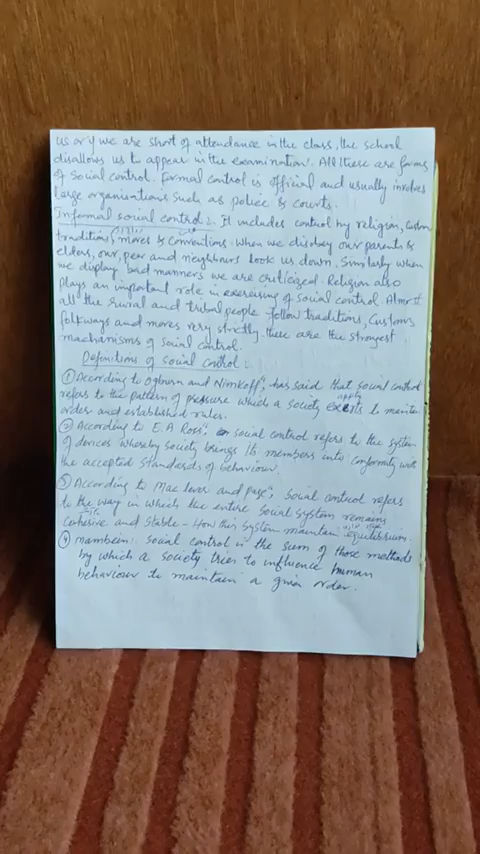 us or if we are short of attendance in the class, the school
disallows us to appear in the examination. All these are forms
of social control. Formal control is official and usually involves
large organisations such as police & courts.
Informal social control:- It includes control by religion, custom
traditions, mores & conventions. When we disobey our parents &
elders, our, peer and neighbours look us down. Similarly when
we display bad manners we are criticized. Religion also
plays an important role in exercising of social control. Almost
all the rural and tribal people follow traditions, customs,
folkways and mores very strictly. these are the strongest
mechanisms of social control.
Definitions of social control:
① According to Ogburn and Nimkoff, has said that social control
refers to the pattern of pressure which a society exerts apply to maintain
order and established rules.
② According to E.A Ross, social control refers to the system
of devices whereby society brings its members into conformity with
the accepted standards of behaviour.
③ According to Mac Iver and page, Social control refers
to the way in which the entire social system remains
cohesive and stable - How this system maintain equilibrium.
④ mannheim: social control is the sum of those methods
by which a society tries to influence human
behaviour to maintain a given order.